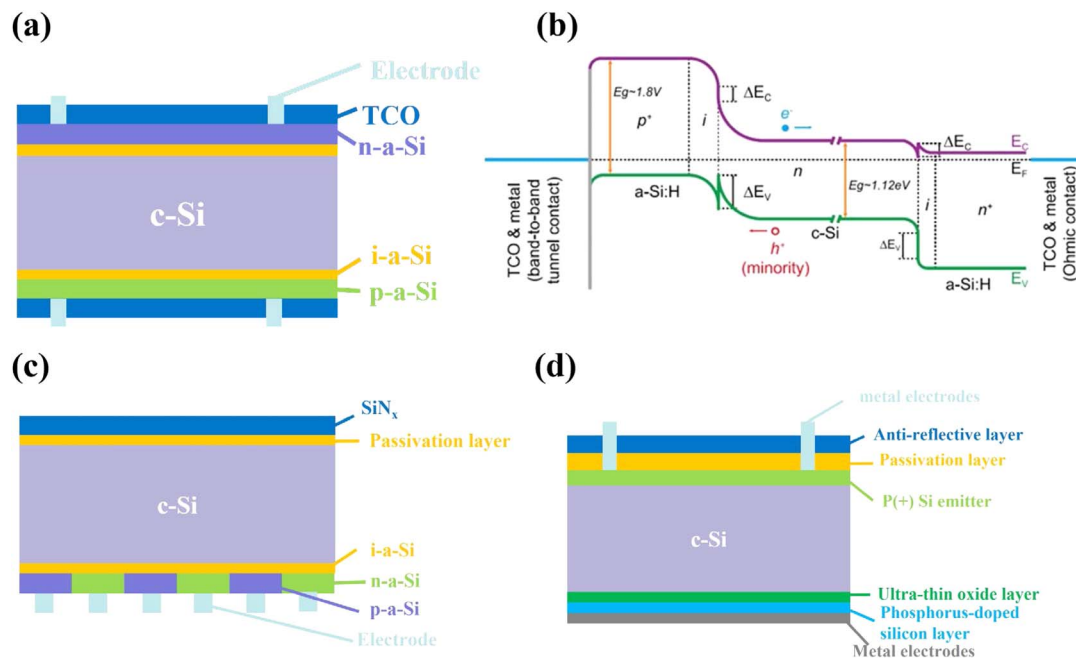 (a)
Electrode
TCO
n-a-Si
c-Si
i-a-Si
p-a-Si
(b)
Eg~1.8V
ΔE_C
p⁺
i
e⁻
ΔE_C
E_C
E_F
n
Eg~1.12eV
a-Si:H
ΔE_V
i
n⁺
c-Si
h⁺
(minority)
ΔE_V
a-Si:H
E_V
TCO & metal
(band-to-band
tunnel contact)
TCO & metal
(Ohmic contact)
(c)
SiNₓ
Passivation layer
c-Si
i-a-Si
n-a-Si
p-a-Si
Electrode
(d)
metal electrodes
Anti-reflective layer
Passivation layer
P(+) Si emitter
c-Si
Ultra-thin oxide layer
Phosphorus-doped
silicon layer
Metal electrodes